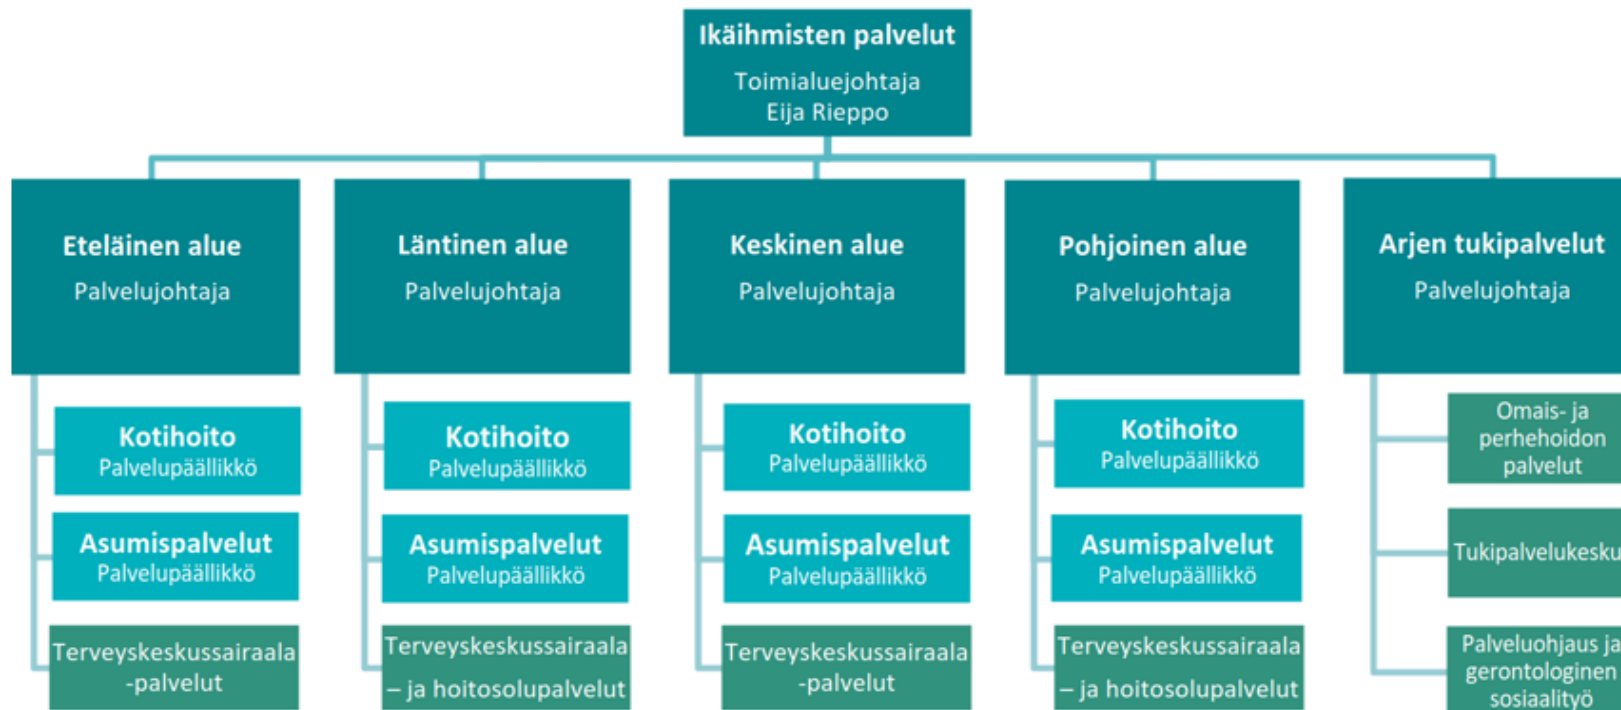 Ikäihmisten palvelut
Toimialuejohtaja
Eija Rieppo
Eteläinen alue
Palvelujohtaja
Läntinen alue
Palvelujohtaja
Keskinen alue
Palvelujohtaja
Pohjoinen alue
Palvelujohtaja
Arjen tukipalvelut
Palvelujohtaja
Kotihoito
Palvelupäällikkö
Asumispalvelut
Palvelupäällikkö
Terveyskeskussairaala
-palvelut
Kotihoito
Palvelupäällikkö
Asumispalvelut
Palvelupäällikkö
Terveyskeskussairaala
– ja hoitosolupalvelut
Kotihoito
Palvelupäällikkö
Asumispalvelut
Palvelupäällikkö
Terveyskeskussairaala
-palvelut
Kotihoito
Palvelupäällikkö
Asumispalvelut
Palvelupäällikkö
Terveyskeskussairaala
– ja hoitosolupalvelut
Omais- ja
perhehoidon
palvelut
Tukipalvelukesku
Palveluohjaus ja
gerontologinen
sosiaalityö